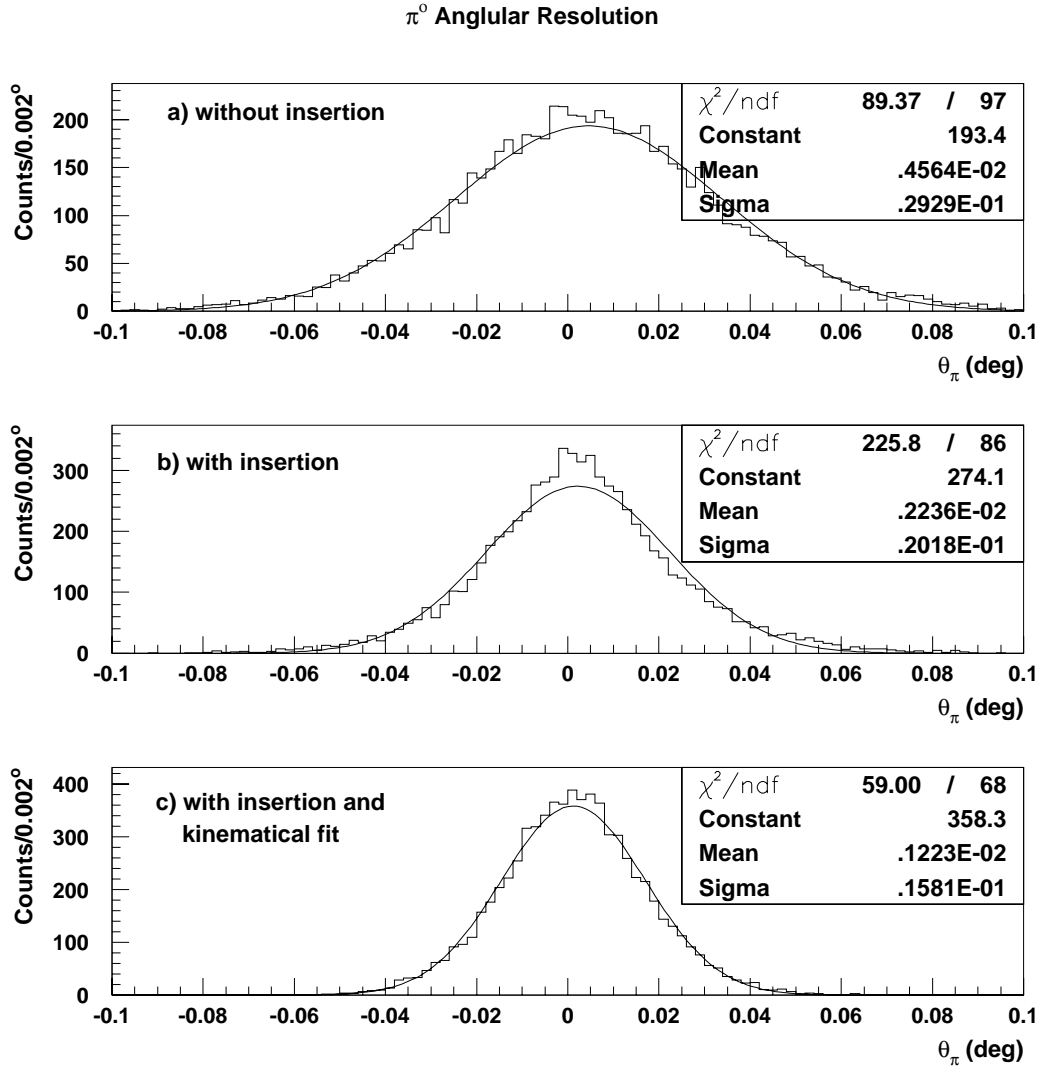 π° Anglular Resolution
a) without insertion
χ²/ndf 89.37 / 97
Constant 193.4
Mean .4564E-02
Sigma .2929E-01
Counts/0.002°
200
150
100
50
0
-0.1 -0.08 -0.06 -0.04 -0.02 0 0.02 0.04 0.06 0.08 0.1
θπ (deg)
b) with insertion
χ²/ndf 225.8 / 86
Constant 274.1
Mean .2236E-02
Sigma .2018E-01
Counts/0.002°
300
200
100
0
-0.1 -0.08 -0.06 -0.04 -0.02 0 0.02 0.04 0.06 0.08 0.1
θπ (deg)
c) with insertion and
kinematical fit
χ²/ndf 59.00 / 68
Constant 358.3
Mean .1223E-02
Sigma .1581E-01
Counts/0.002°
400
300
200
100
0
-0.1 -0.08 -0.06 -0.04 -0.02 0 0.02 0.04 0.06 0.08 0.1
θπ (deg)